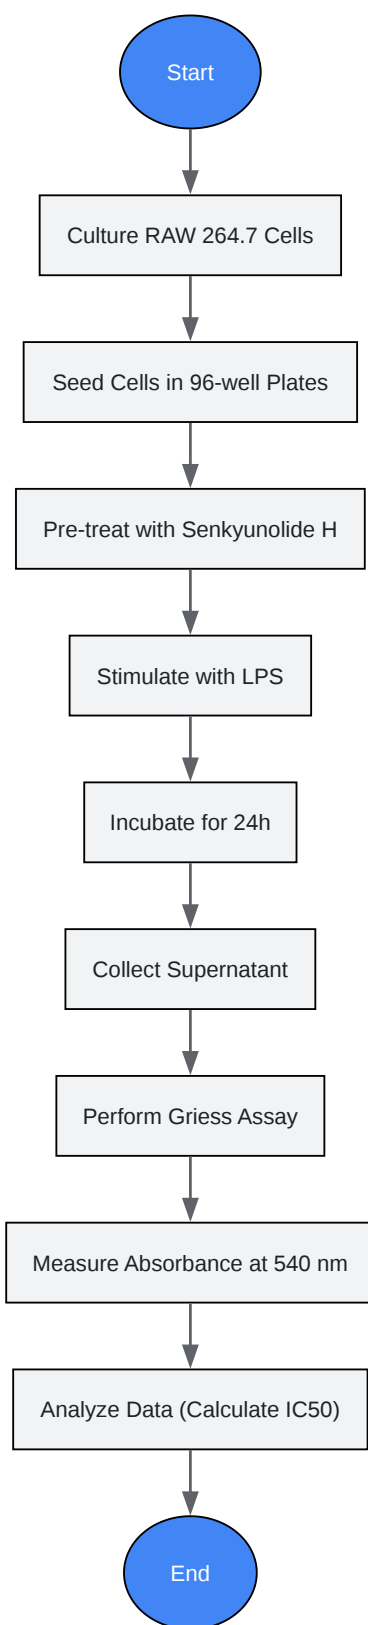 Start
Culture RAW 264.7 Cells
Seed Cells in 96-well Plates
Pre-treat with Senkyunolide H
Stimulate with LPS
Incubate for 24h
Collect Supernatant
Perform Griess Assay
Measure Absorbance at 540 nm
Analyze Data (Calculate IC50)
End